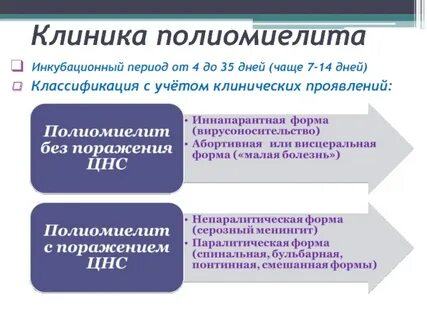 Клиника полиомиелита
Инкубационный период от 4 до 35 дней (чаще 7-14 дней)
Классификация с учётом клинических проявлений:
Полиомиелит
без поражения
ЦНС
• Иннапарантная форма
(вирусоносительство)
• Абортивная или висцеральная
форма («малая болезнь»)
Полиомиелит
с поражением
ЦНС
• Непаралитическая форма
(серозный менингит)
• Паралитическая форма
(спинальная, бульбарная,
понтинная, смешанная формы)